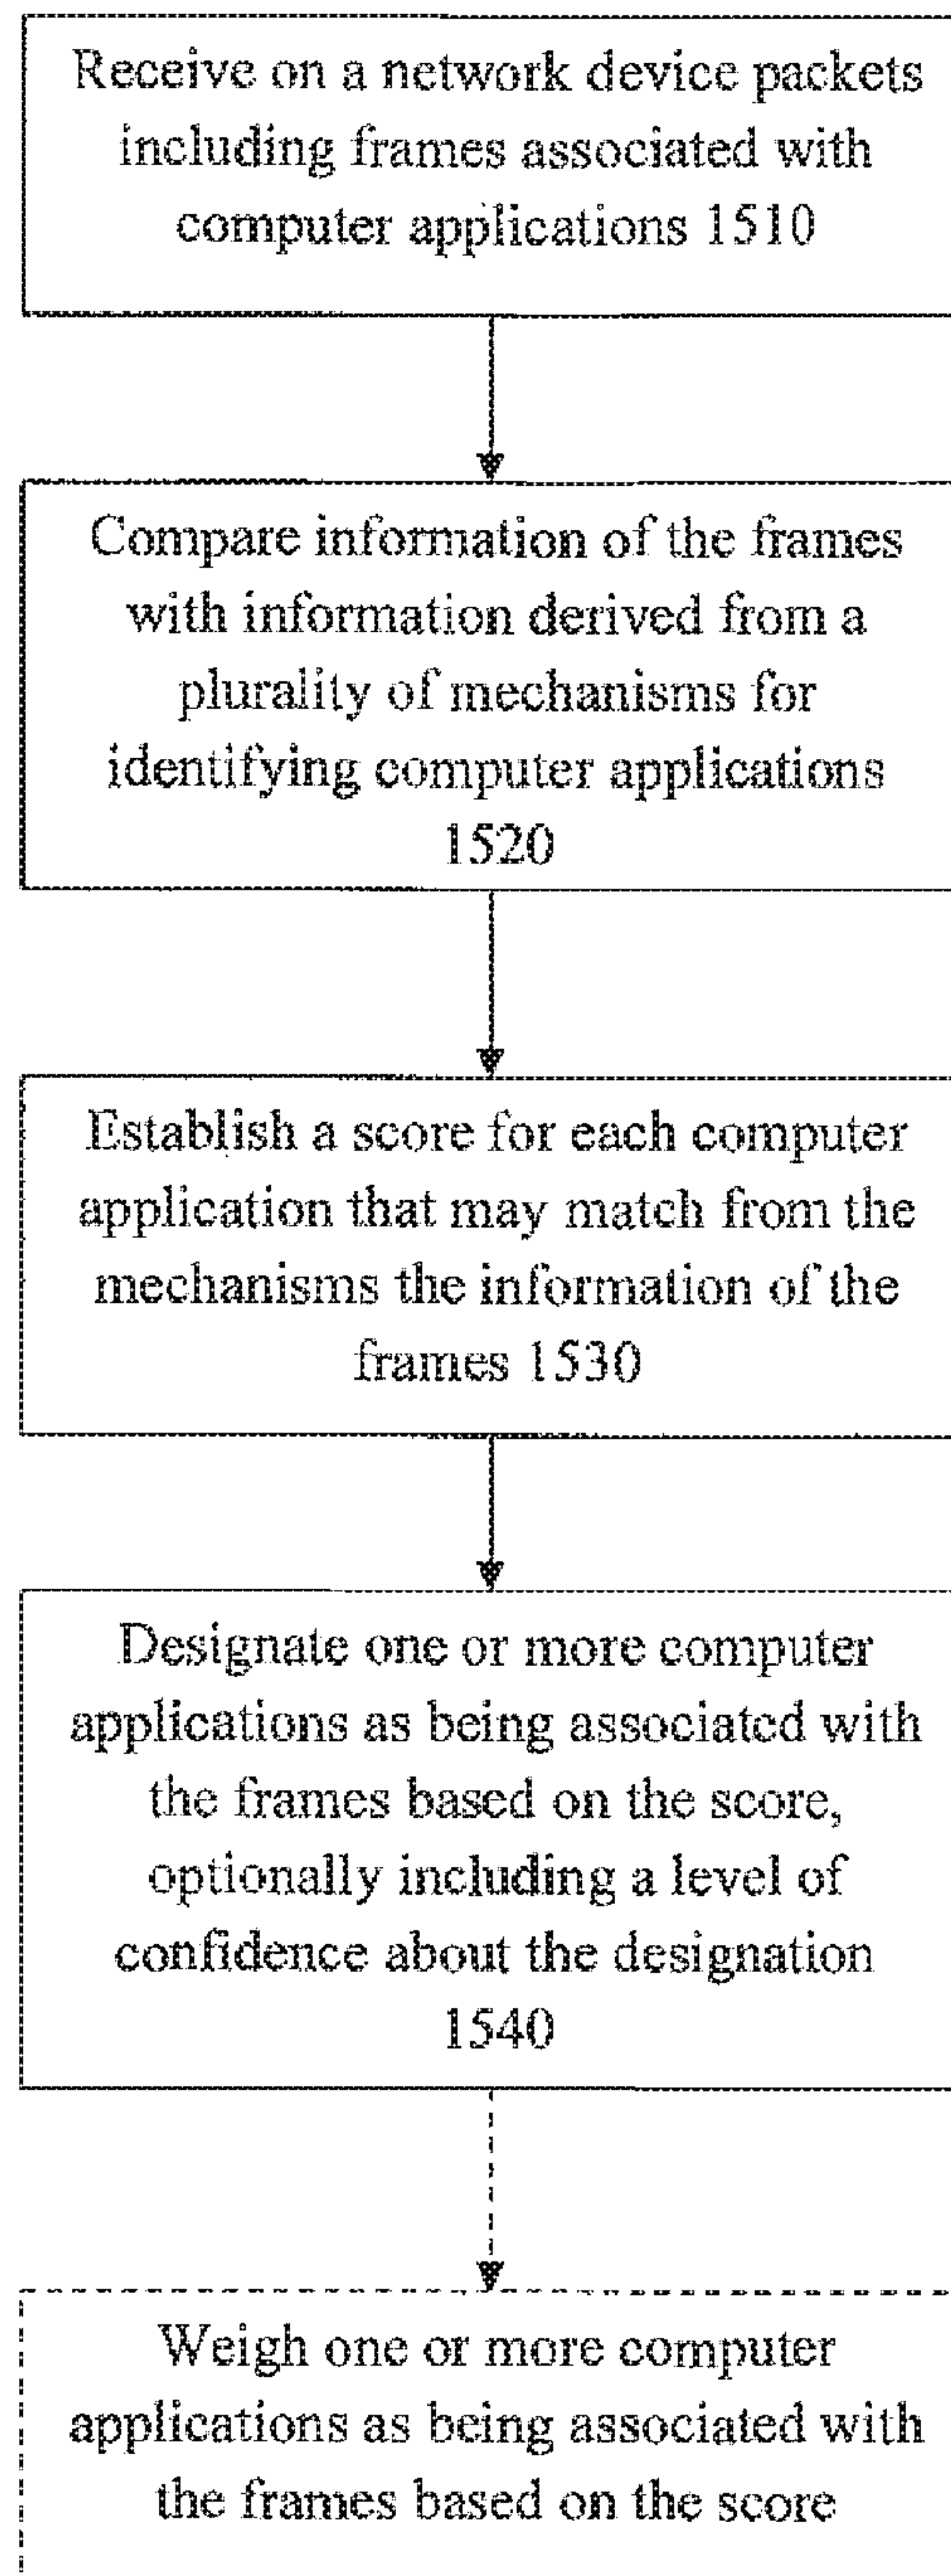 Receive on a network device packets
including frames associated with
computer applications 1510
Compare information of the frames
with information derived from a
plurality of mechanisms for
identifying computer applications
1520
Establish a score for each computer
application that may match from the
mechanisms the information of the
frames 1530
Designate one or more computer
applications as being associated with
the frames based on the score,
optionally including a level of
confidence about the designation
1540
Weigh one or more computer
applications as being associated with
the frames based on the score